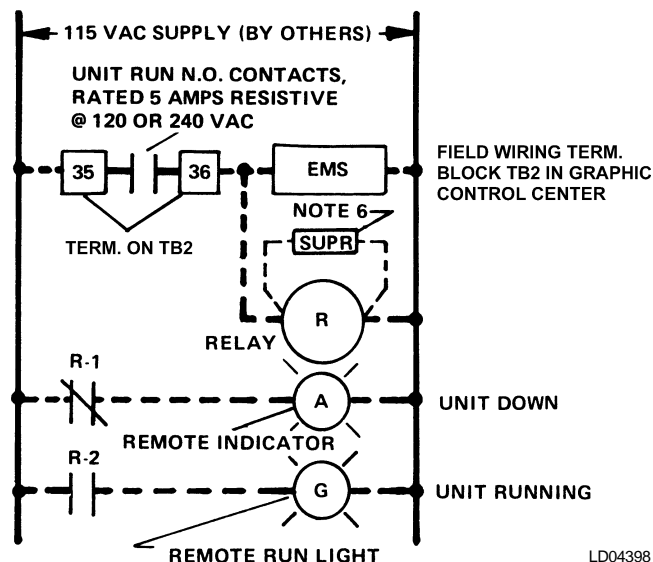 115 VAC SUPPLY (BY OTHERS)
UNIT RUN N.O. CONTACTS,
RATED 5 AMPS RESISTIVE
@ 120 OR 240 VAC
35
36
EMS
FIELD WIRING TERM.
BLOCK TB2 IN GRAPHIC
CONTROL CENTER
TERM. ON TB2
NOTE 6
SUPR
R
RELAY
R-1
A
UNIT DOWN
REMOTE INDICATOR
R-2
G
UNIT RUNNING
REMOTE RUN LIGHT
LD04398